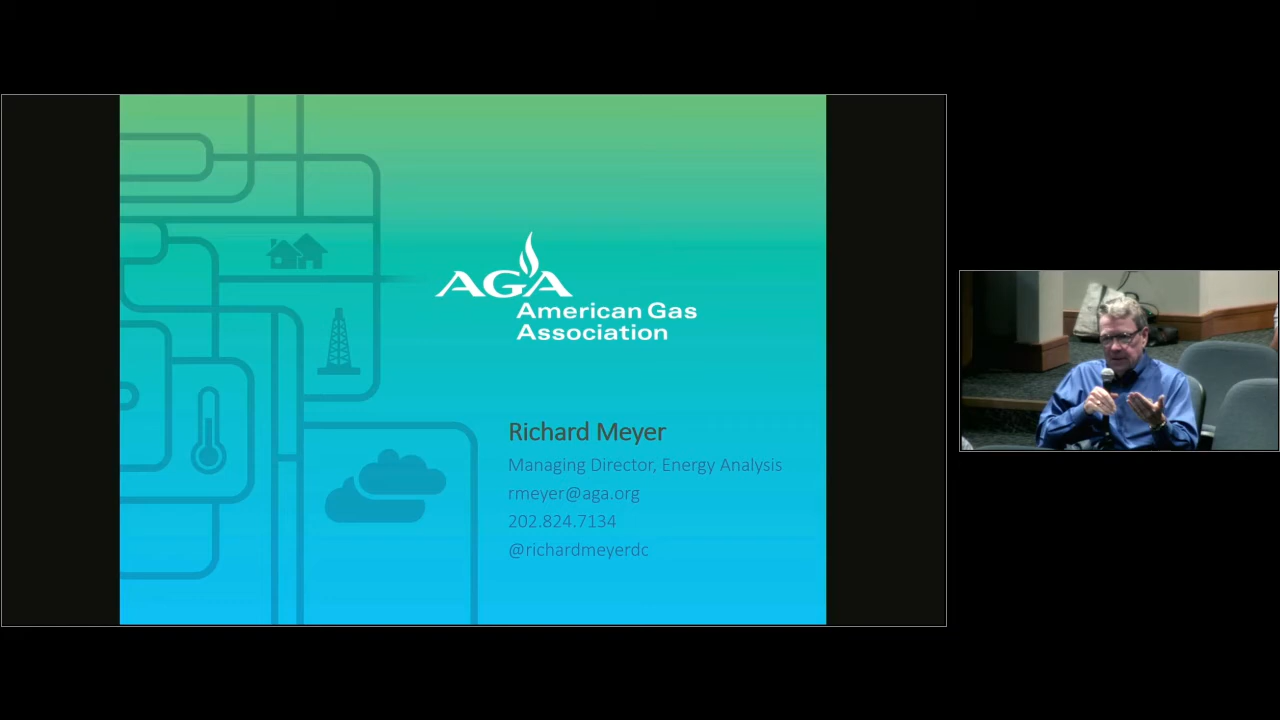 AGA
American Gas
Association
Richard Meyer
Managing Director, Energy Analysis
rmeyer@aga.org
202.824.7134
@richardmeyerdc